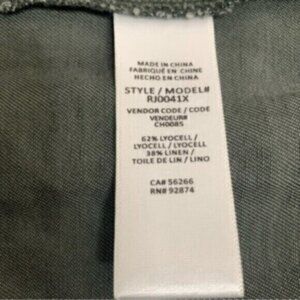 MADE IN CHINA
FABRIQUÉ EN CHINE
HECHO EN CHINA
STYLE / MODEL#
RJ0041X
VENDOR CODE / CODE
VENDEUR#
CH0085
62% LYOCELL /
LYOCELL / LYOCELL
38% LINEN /
TOILE DE LIN / LINO
CA# 56266
RN# 92874